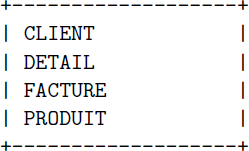 +-------------------+
| CLIENT |
| DETAIL |
| FACTURE |
| PRODUIT |
+-------------------+